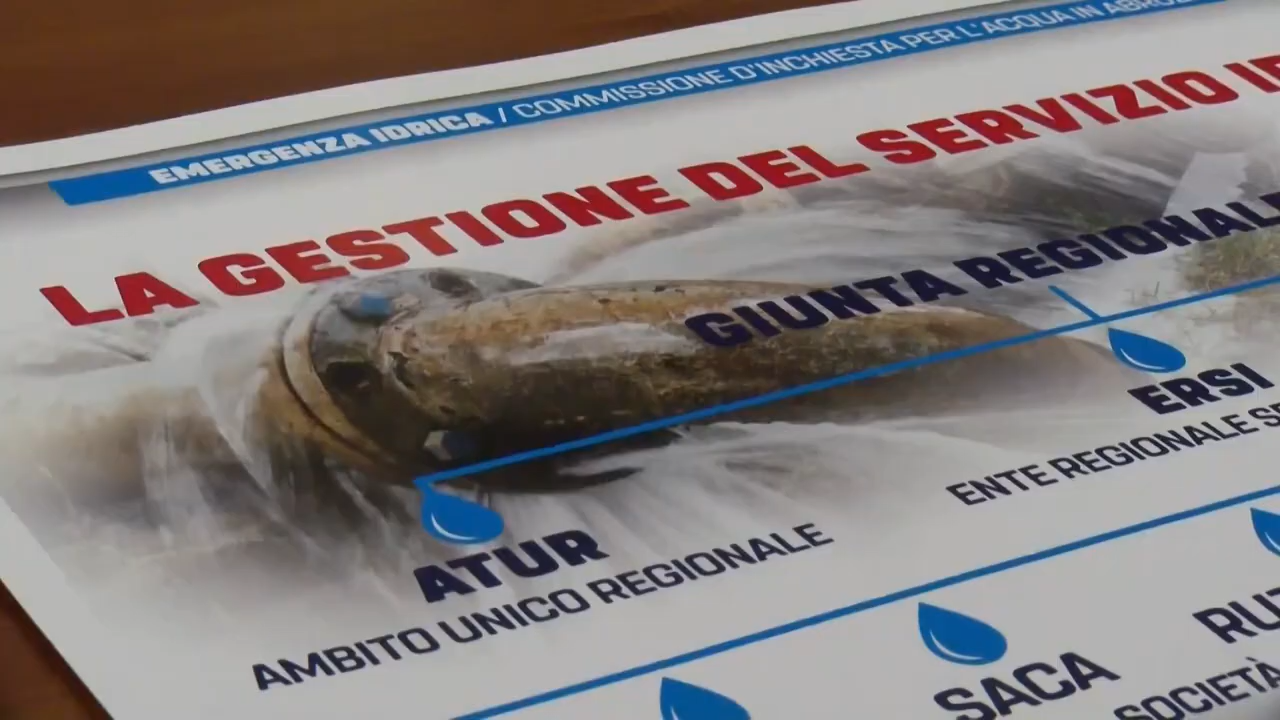 EMERGENZA IDRICA / COMMISSIONE D'INCHIESTA PER L'ACQUA IN
LA GESTIONE DEL SERVIZIO
GIUNTA REGIONALE
ERSI
ENTE REGIONALE
ATUR
AMBITO UNICO REGIONALE
SACA
SOCIETÀ